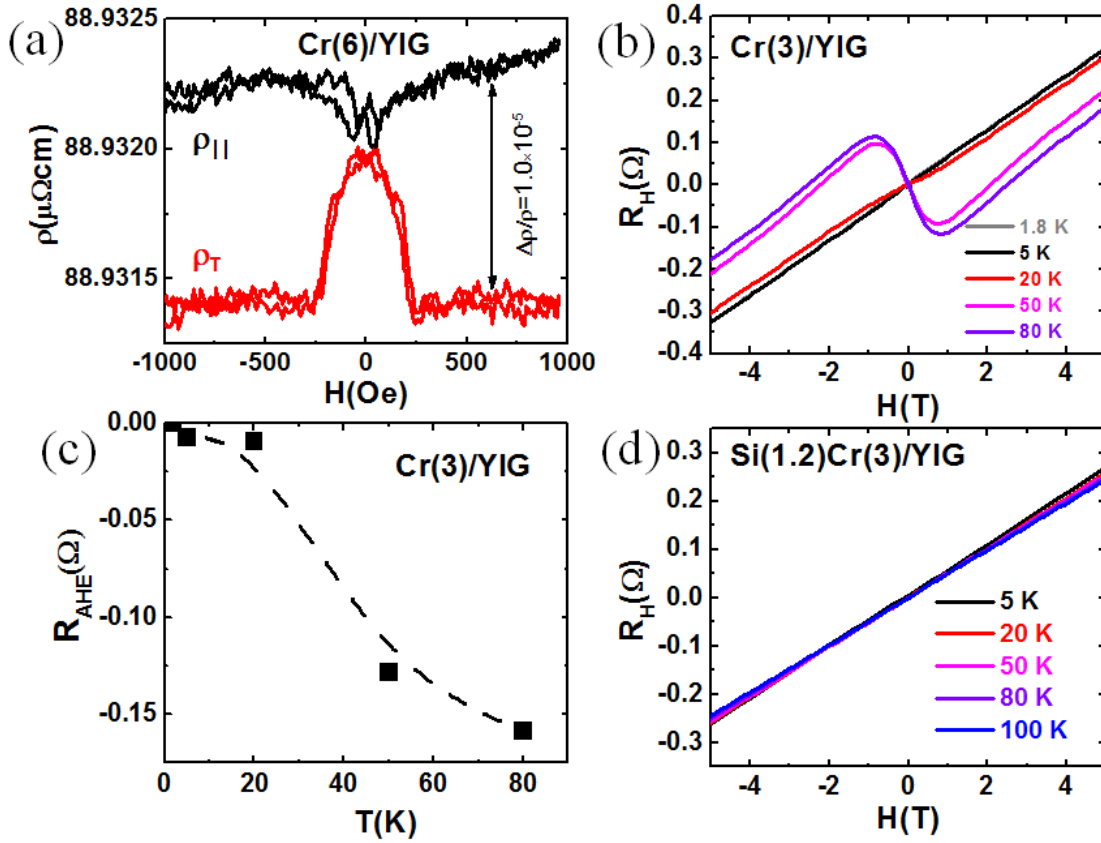 (a)
Cr(6)/YIG
88.9325
88.9320
88.9315
ρ(μΩcm)
ρ||
ρT
Δρ/ρ=1.0×10-5
-1000 -500 0 500 1000
H(Oe)
(b)
Cr(3)/YIG
0.4
0.3
0.2
0.1
0.0
-0.1
-0.2
-0.3
-0.4
RH(Ω)
1.8 K
5 K
20 K
50 K
80 K
-4 -2 0 2 4
H(T)
(c)
Cr(3)/YIG
0.00
-0.05
-0.10
-0.15
RAHE(Ω)
0 20 40 60 80
T(K)
(d)
Si(1.2)Cr(3)/YIG
0.3
0.2
0.1
0.0
-0.1
-0.2
-0.3
RH(Ω)
5 K
20 K
50 K
80 K
100 K
-4 -2 0 2 4
H(T)